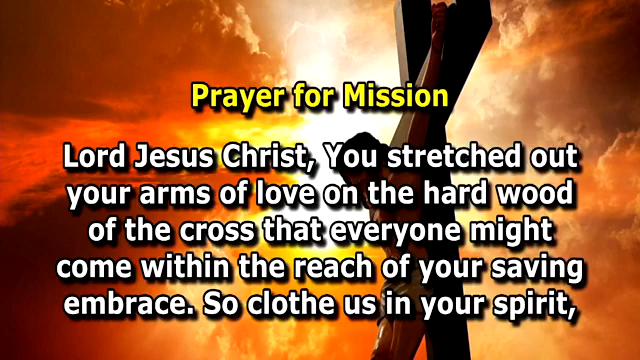 Prayer for Mission
Lord Jesus Christ, You stretched out
your arms of love on the hard wood
of the cross that everyone might
come within the reach of your saving
embrace. So clothe us in your spirit,